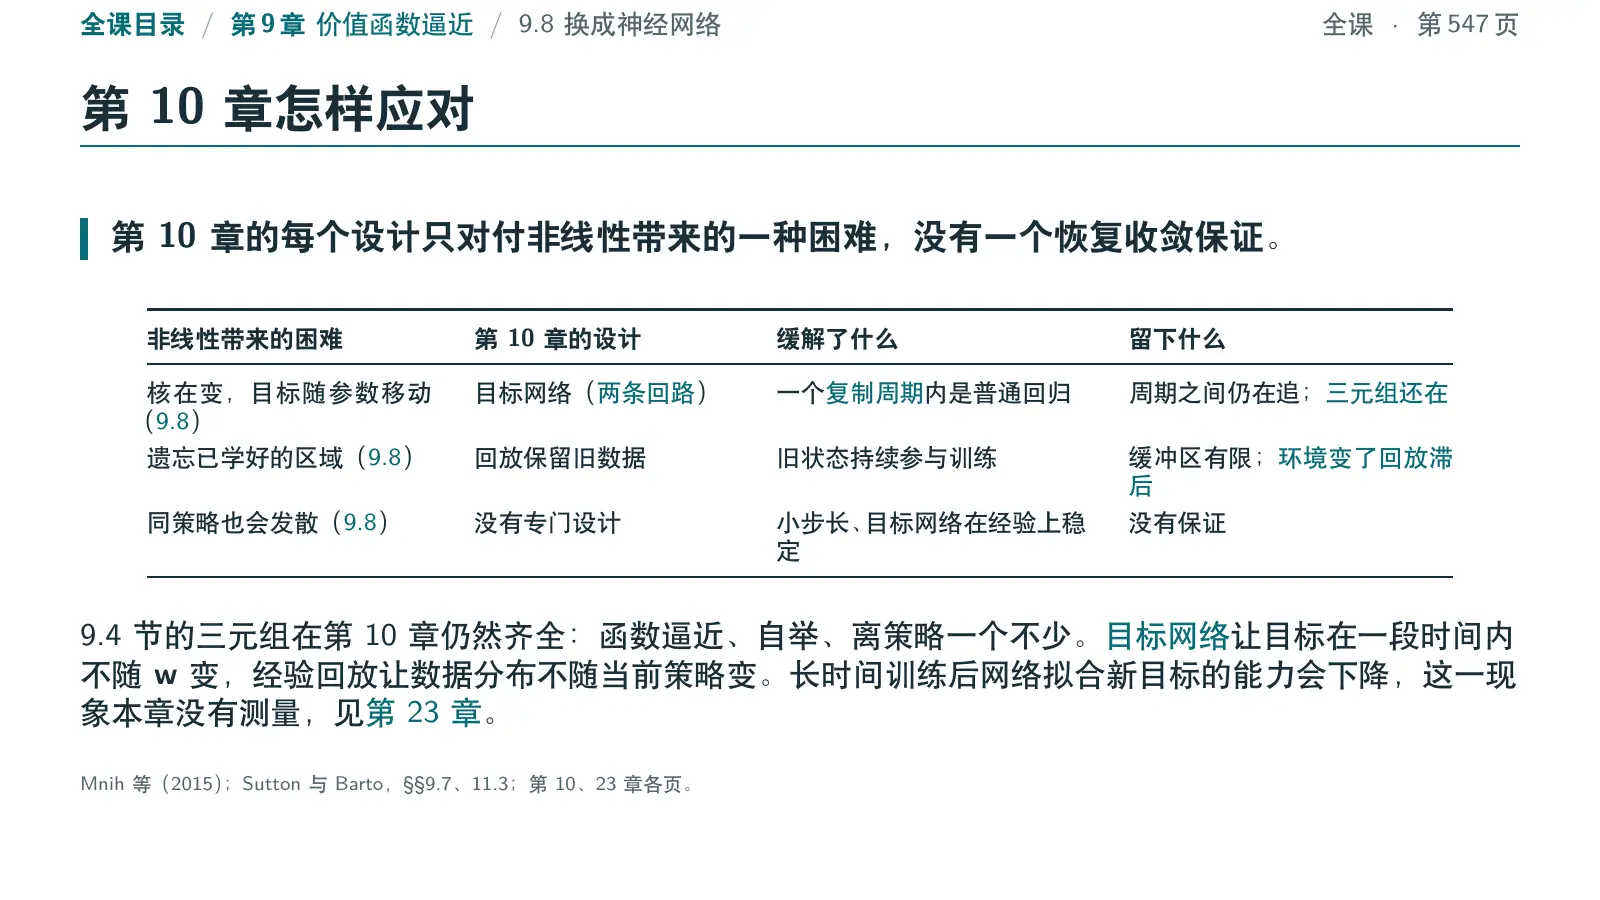 全课目录 / 第9章 价值函数逼近 / 9.8 换成神经网络
全课 · 第547页
第 10 章怎样应对
第 10 章的每个设计只对付非线性带来的一种困难，没有一个恢复收敛保证。
非线性带来的困难 第 10 章的设计 缓解了什么 留下什么
核在变，目标随参数移动 目标网络（两条回路） 一个复制周期内是普通回归 周期之间仍在追；三元组还在
(9.8)
遗忘已学好的区域（9.8） 回放保留旧数据 旧状态持续参与训练 缓冲区有限；环境变了回放滞
后
同策略也会发散（9.8） 没有专门设计 小步长、目标网络在经验上稳 没有保证
定
9.4 节的三元组在第 10 章仍然齐全：函数逼近、自举、离策略一个不少。目标网络让目标在一段时间内
不随 w 变，经验回放让数据分布不随当前策略变。长时间训练后网络拟合新目标的能力会下降，这一现
象本章没有测量，见第 23 章。
Mnih 等（2015）；Sutton 与 Barto，§§9.7、11.3；第 10、23 章各页。